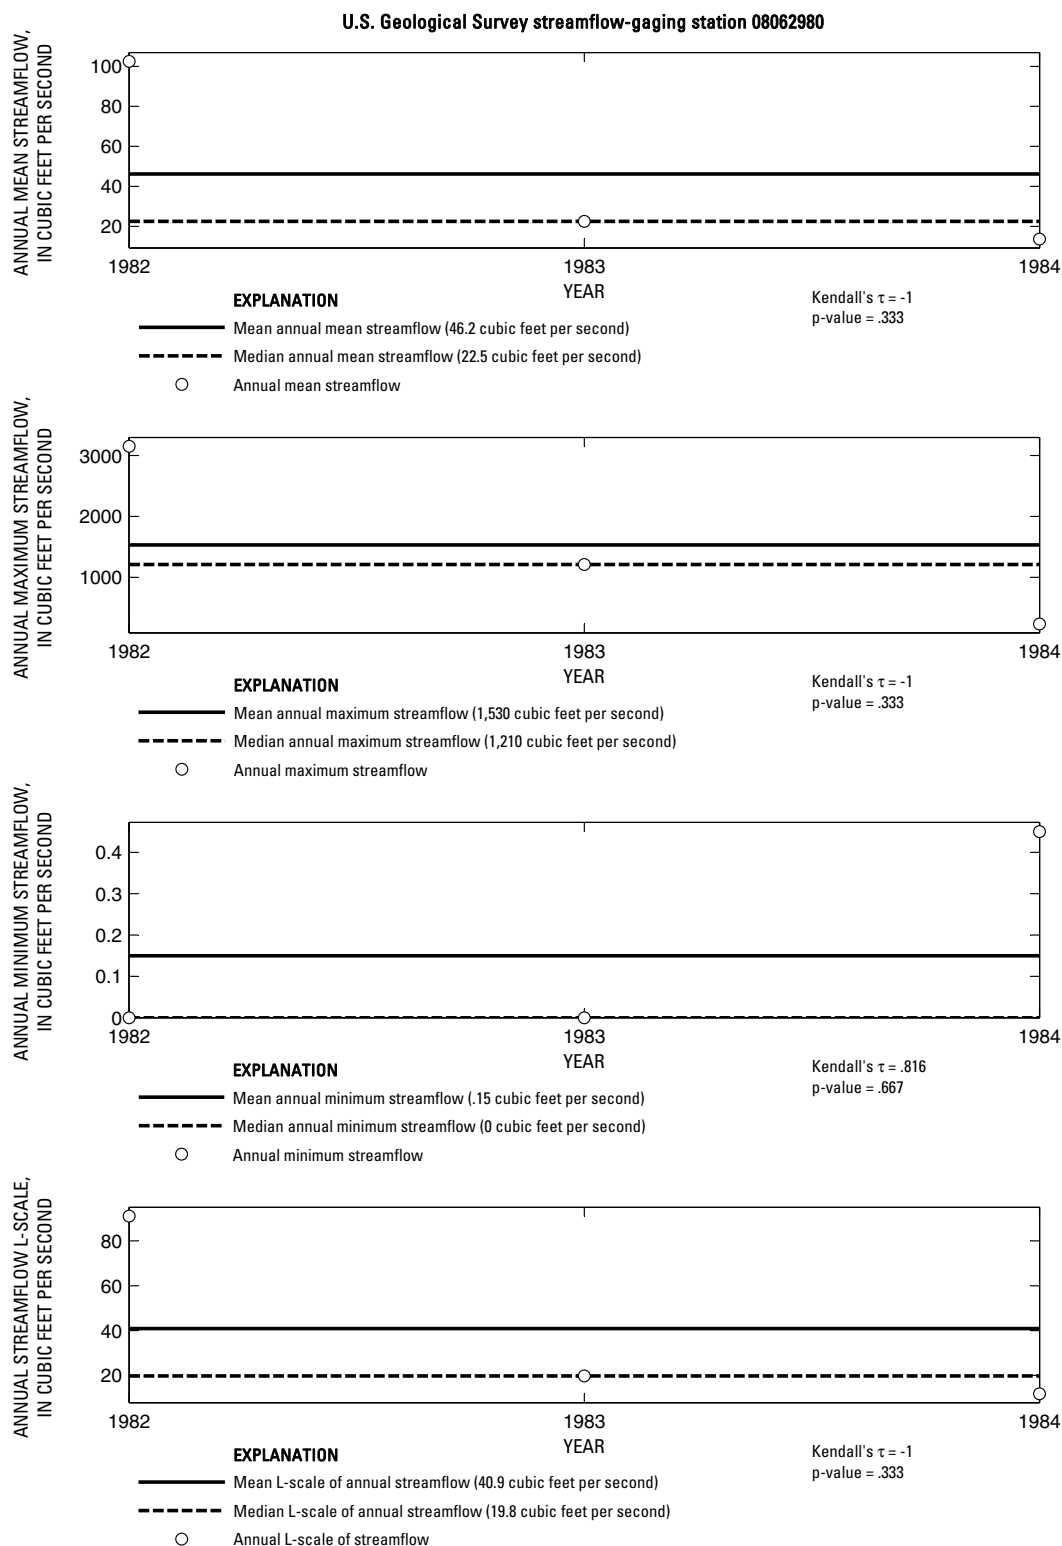 U.S. Geological Survey streamflow-gaging station 08062980
ANNUAL MEAN STREAMFLOW,
IN CUBIC FEET PER SECOND
100
80
60
40
20
1982
1983
1984
YEAR
EXPLANATION
Mean annual mean streamflow (46.2 cubic feet per second)
Median annual mean streamflow (22.5 cubic feet per second)
Annual mean streamflow
Kendall's τ = -1
p-value = .333
ANNUAL MAXIMUM STREAMFLOW,
IN CUBIC FEET PER SECOND
3000
2000
1000
1982
1983
1984
YEAR
EXPLANATION
Mean annual maximum streamflow (1,530 cubic feet per second)
Median annual maximum streamflow (1,210 cubic feet per second)
Annual maximum streamflow
Kendall's τ = -1
p-value = .333
ANNUAL MINIMUM STREAMFLOW,
IN CUBIC FEET PER SECOND
0.4
0.3
0.2
0.1
0
1982
1983
1984
YEAR
EXPLANATION
Mean annual minimum streamflow (.15 cubic feet per second)
Median annual minimum streamflow (0 cubic feet per second)
Annual minimum streamflow
Kendall's τ = .816
p-value = .667
ANNUAL STREAMFLOW L-SCALE,
IN CUBIC FEET PER SECOND
80
60
40
20
1982
1983
1984
YEAR
EXPLANATION
Mean L-scale of annual streamflow (40.9 cubic feet per second)
Median L-scale of annual streamflow (19.8 cubic feet per second)
Annual L-scale of streamflow
Kendall's τ = -1
p-value = .333